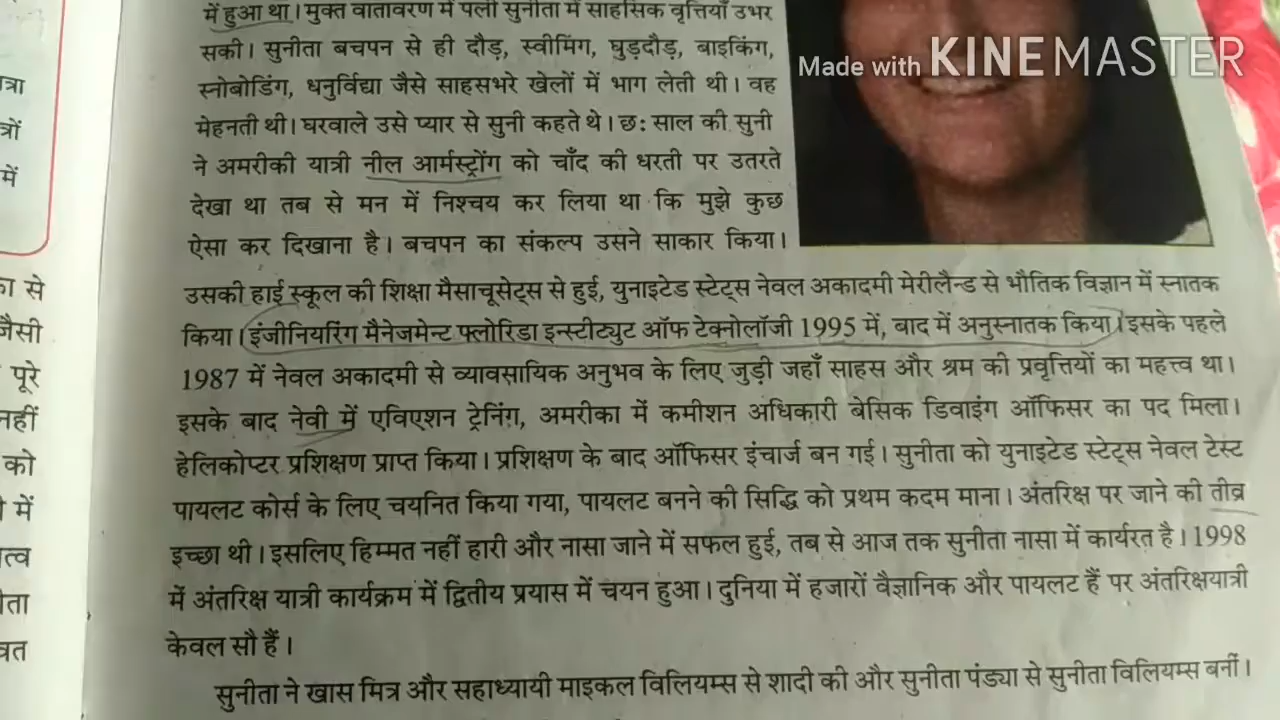 में हुआ था। मुक्त वातावरण में पली सुनीता में साहसिक वृत्तियाँ उभर
सकी। सुनीता बचपन से ही दौड़, स्वीमिंग, घुड़दौड़, बाइकिंग,
स्नोबोडिंग, धनुर्विद्या जैसे साहसभरे खेलों में भाग लेती थी। वह
मेहनती थी। घरवाले उसे प्यार से सुनी कहते थे। छः साल की सुनी
ने अमरीकी यात्री नील आर्मस्ट्रोंग को चाँद की धरती पर उतरते
देखा था तब से मन में निश्चय कर लिया था कि मुझे कुछ
ऐसा कर दिखाना है। बचपन का संकल्प उसने साकार किया।
उसकी हाई स्कूल की शिक्षा मैसाचूसेट्स से हुई, युनाइटेड स्टेट्स नेवल अकादमी मेरीलैन्ड से भौतिक विज्ञान में स्नातक
किया। इंजीनियरिंग मैनेजमेन्ट फ्लोरिडा इन्स्टीट्युट ऑफ टेक्नोलॉजी 1995 में, बाद में अनुस्नातक किया। इसके पहले
1987 में नेवल अकादमी से व्यावसायिक अनुभव के लिए जुड़ी जहाँ साहस और श्रम की प्रवृत्तियों का महत्त्व था।
इसके बाद नेवी में एविएशन ट्रेनिंग, अमरीका में कमीशन अधिकारी बेसिक डिवाइंग ऑफिसर का पद मिला।
हेलिकोप्टर प्रशिक्षण प्राप्त किया। प्रशिक्षण के बाद ऑफिसर इंचार्ज बन गई। सुनीता को युनाइटेड स्टेट्स नेवल टेस्ट
पायलट कोर्स के लिए चयनित किया गया, पायलट बनने की सिद्धि को प्रथम कदम माना। अंतरिक्ष पर जाने की तीव्र
इच्छा थी। इसलिए हिम्मत नहीं हारी और नासा जाने में सफल हुई, तब से आज तक सुनीता नासा में कार्यरत है। 1998
में अंतरिक्ष यात्री कार्यक्रम में द्वितीय प्रयास में चयन हुआ। दुनिया में हजारों वैज्ञानिक और पायलट हैं पर अंतरिक्षयात्री
केवल सौ हैं।
सुनीता ने खास मित्र और सहाध्यायी माइकल विलियम्स से शादी की और सुनीता पंड्या से सुनीता विलियम्स बनीं।
Made with KINEMASTER
में
का से
जैसी
पूरे
नहीं
को
में